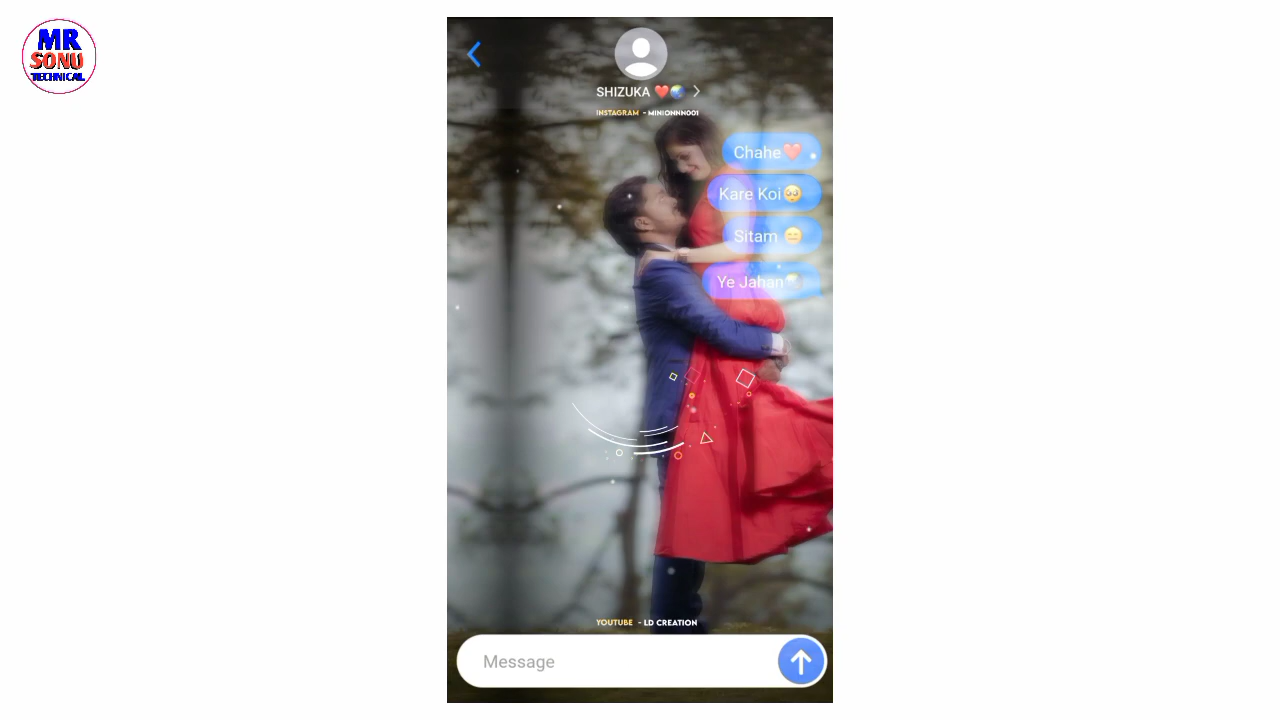 MR
SONU
TECHNICAL
SHIZUKA ❤️🌏
INSTAGRAM - MINIONNN001
Chahe❤️
Kare Koi🥺
Sitam 😑
Ye Jahan🌏
YOUTUBE - LD CREATION
Message